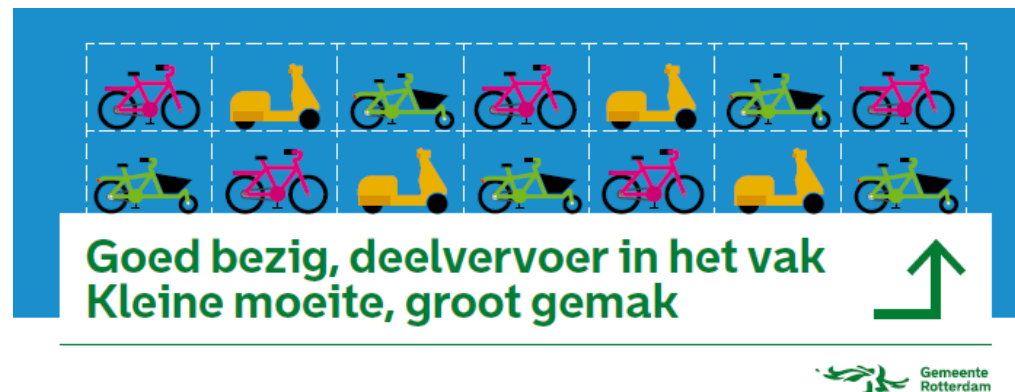 Goed bezig, deelvervoer in het vak
Kleine moeite, groot gemak
Gemeente
Rotterdam